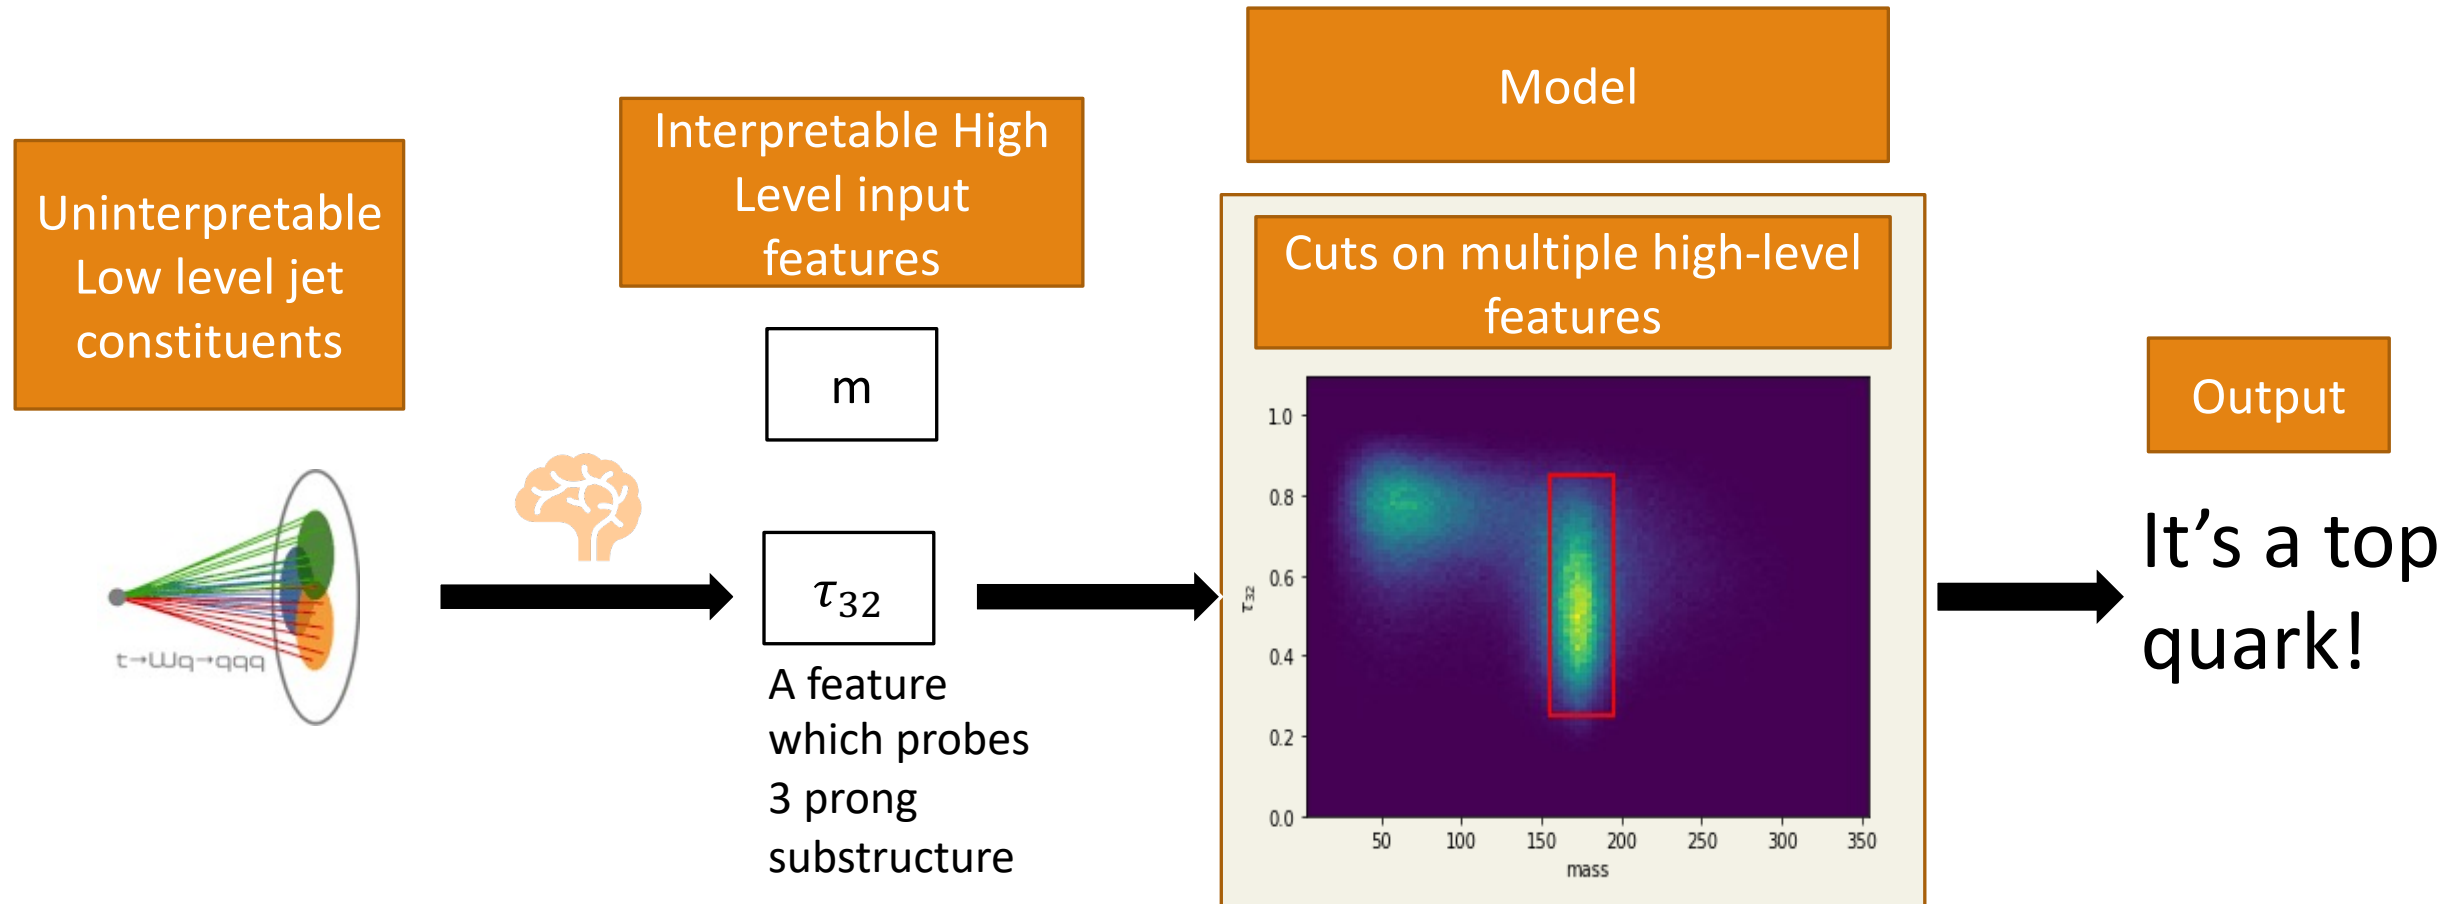 Uninterpretable
Low level jet
constituents
t→Wq→qqq
Interpretable High
Level input
features
m
τ₃₂
A feature
which probes
3 prong
substructure
Model
Cuts on multiple high-level
features
1.0
0.8
0.6
0.4
0.2
0.0
τ₃₂
50 100 150 200 250 300 350
mass
Output
It’s a top
quark!